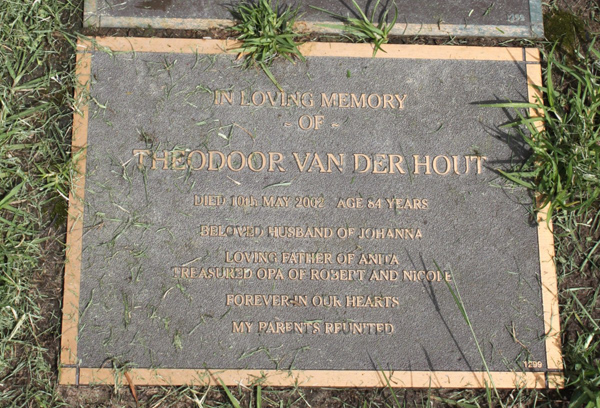 IN LOVING MEMORY
~ OF ~
THEODOOR VAN DER HOUT
DIED 10th MAY 2002 AGE 84 YEARS
BELOVED HUSBAND OF JOHANNA
LOVING FATHER OF ANITA
TREASURED OPA OF ROBERT AND NICOLE
FOREVER IN OUR HEARTS
MY PARENTS REUNITED
1299